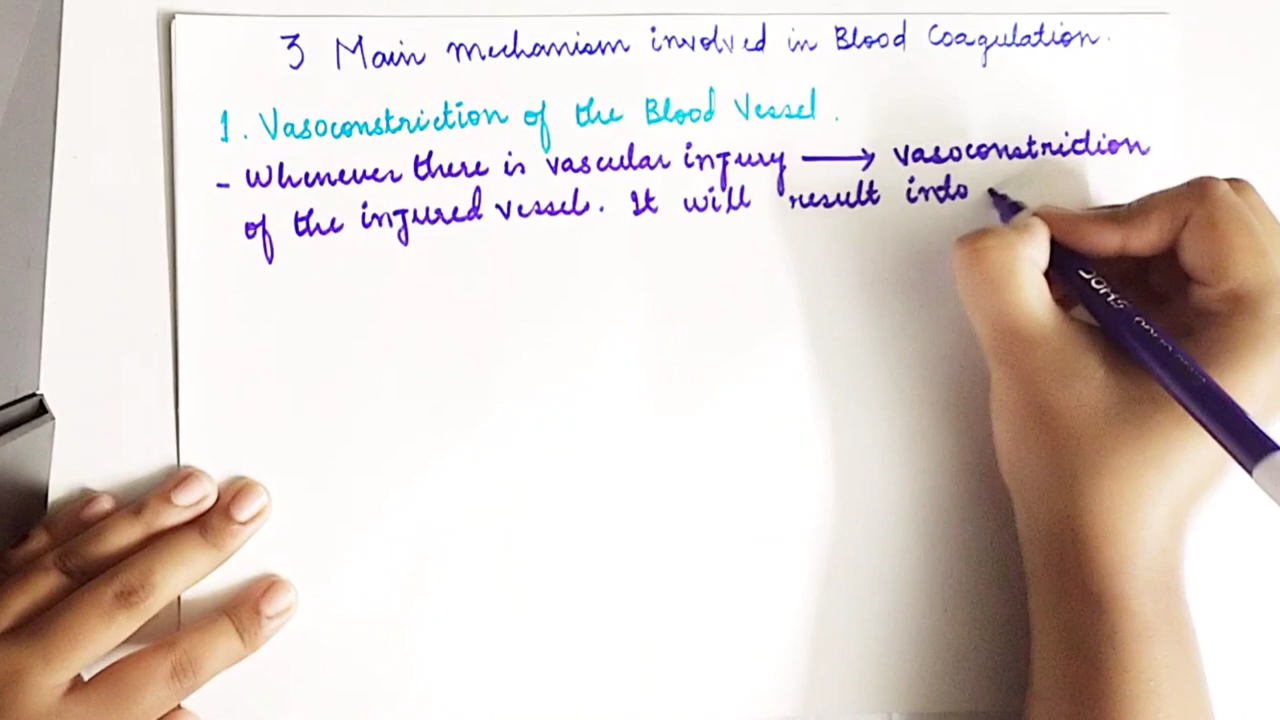 3 Main mechanism involved in Blood Coagulation.
1. Vasoconstriction of the Blood Vessel.
- Whenever there is vascular injury → vasoconstriction
of the injured vessel. It will result into